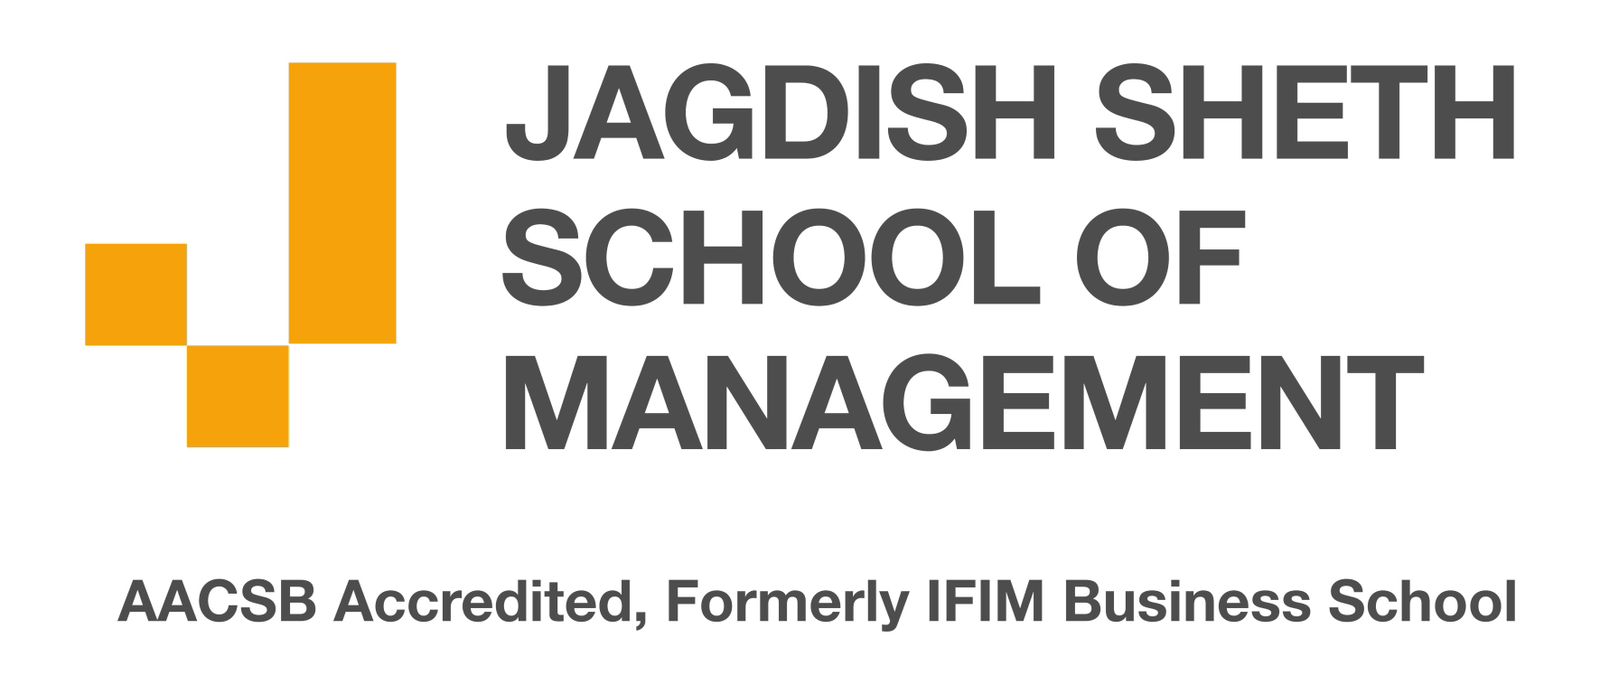 JAGDISH SHETH
SCHOOL OF
MANAGEMENT
AACSB Accredited, Formerly IFIM Business School